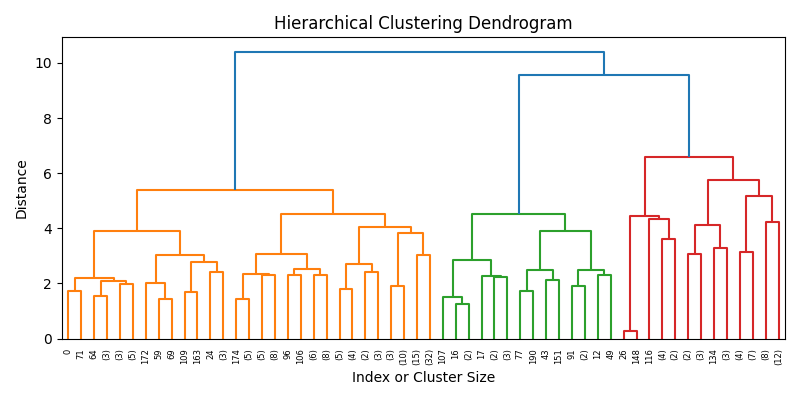 Hierarchical Clustering Dendrogram
Distance
10
8
6
4
2
0
0 71 64 (3) (3) (5) 172 59 69 109 163 24 (3) 174 (5) (5) (8) 96 106 (6) (8) (5) (4) (2) (3) (3) (10) (15) (32) 107 16 (2) 17 (2) (3) 77 190 43 151 91 (2) 12 49 26 148 116 (4) (2) (2) (3) 134 (3) (4) (7) (8) (12)
Index or Cluster Size